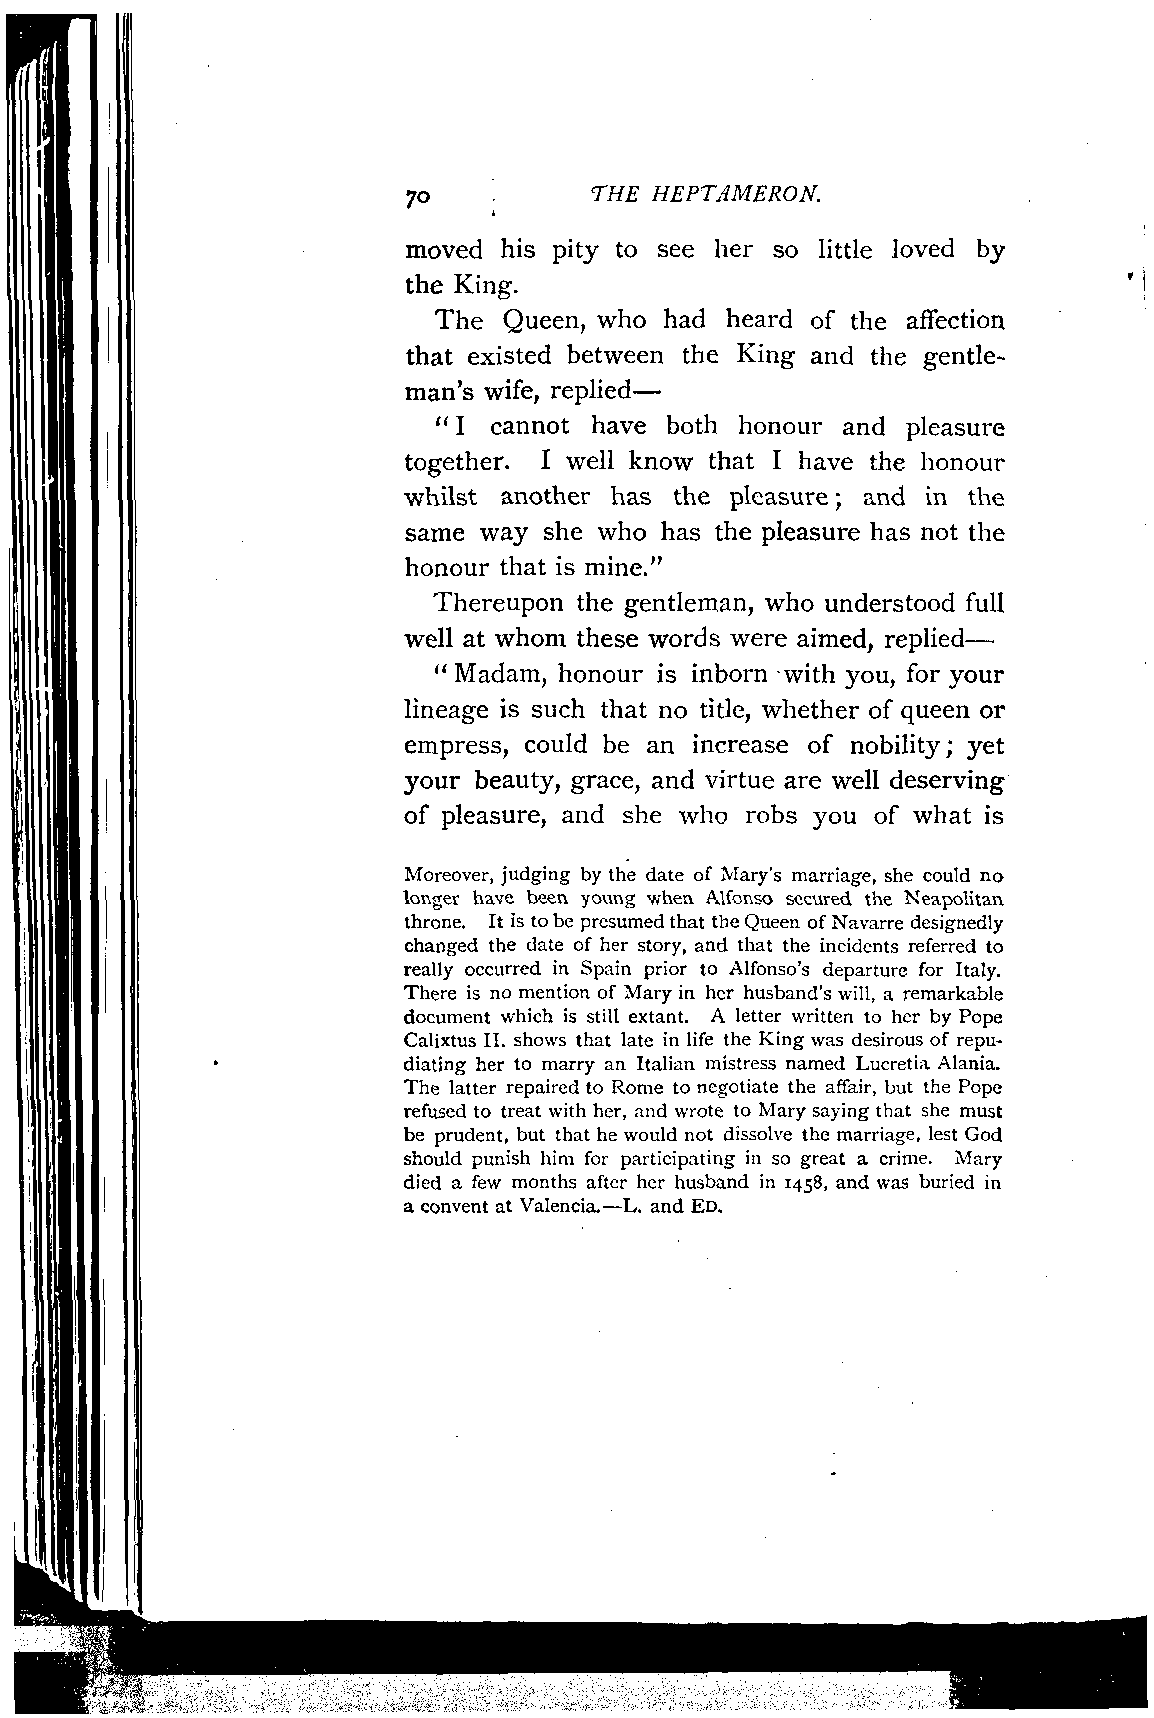 70 THE HEPTAMERON.
moved his pity to see her so little loved by
the King.
The Queen, who had heard of the affection
that existed between the King and the gentle-
man's wife, replied—
"I cannot have both honour and pleasure
together. I well know that I have the honour
whilst another has the pleasure; and in the
same way she who has the pleasure has not the
honour that is mine."
Thereupon the gentleman, who understood full
well at whom these words were aimed, replied—
"Madam, honour is inborn with you, for your
lineage is such that no title, whether of queen or
empress, could be an increase of nobility; yet
your beauty, grace, and virtue are well deserving
of pleasure, and she who robs you of what is
Moreover, judging by the date of Mary's marriage, she could no
longer have been young when Alfonso secured the Neapolitan
throne. It is to be presumed that the Queen of Navarre designedly
changed the date of her story, and that the incidents referred to
really occurred in Spain prior to Alfonso's departure for Italy.
There is no mention of Mary in her husband's will, a remarkable
document which is still extant. A letter written to her by Pope
Calixtus II. shows that late in life the King was desirous of repu-
diating her to marry an Italian mistress named Lucretia Alania.
The latter repaired to Rome to negotiate the affair, but the Pope
refused to treat with her, and wrote to Mary saying that she must
be prudent, but that he would not dissolve the marriage, lest God
should punish him for participating in so great a crime. Mary
died a few months after her husband in 1458, and was buried in
a convent at Valencia.—L. and ED.